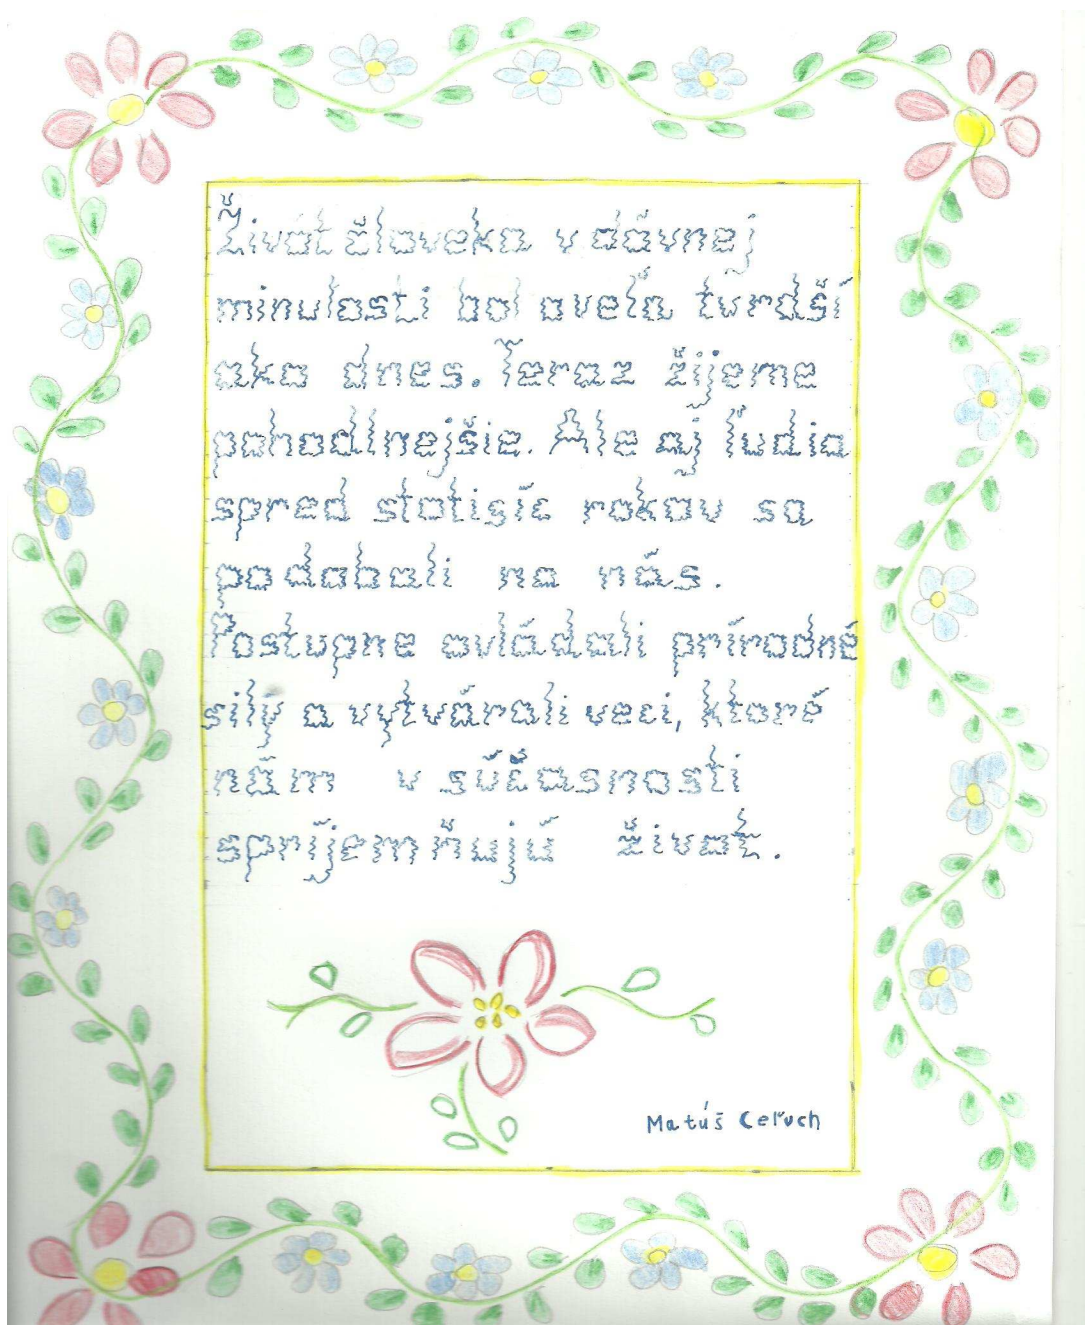 Život človeka v dávnej
minulosti bol oveľa tvrdší
ako dnes. Teraz žijeme
pohodlnejšie. Ale aj ľudia
spred stotisíc rokov sa
podobali na nás.
Postupne ovládali prírodné
silý a vytvárali veci, ktoré
nám v súčasnosti
spríjemňujú život.
Matúš Ceľuch